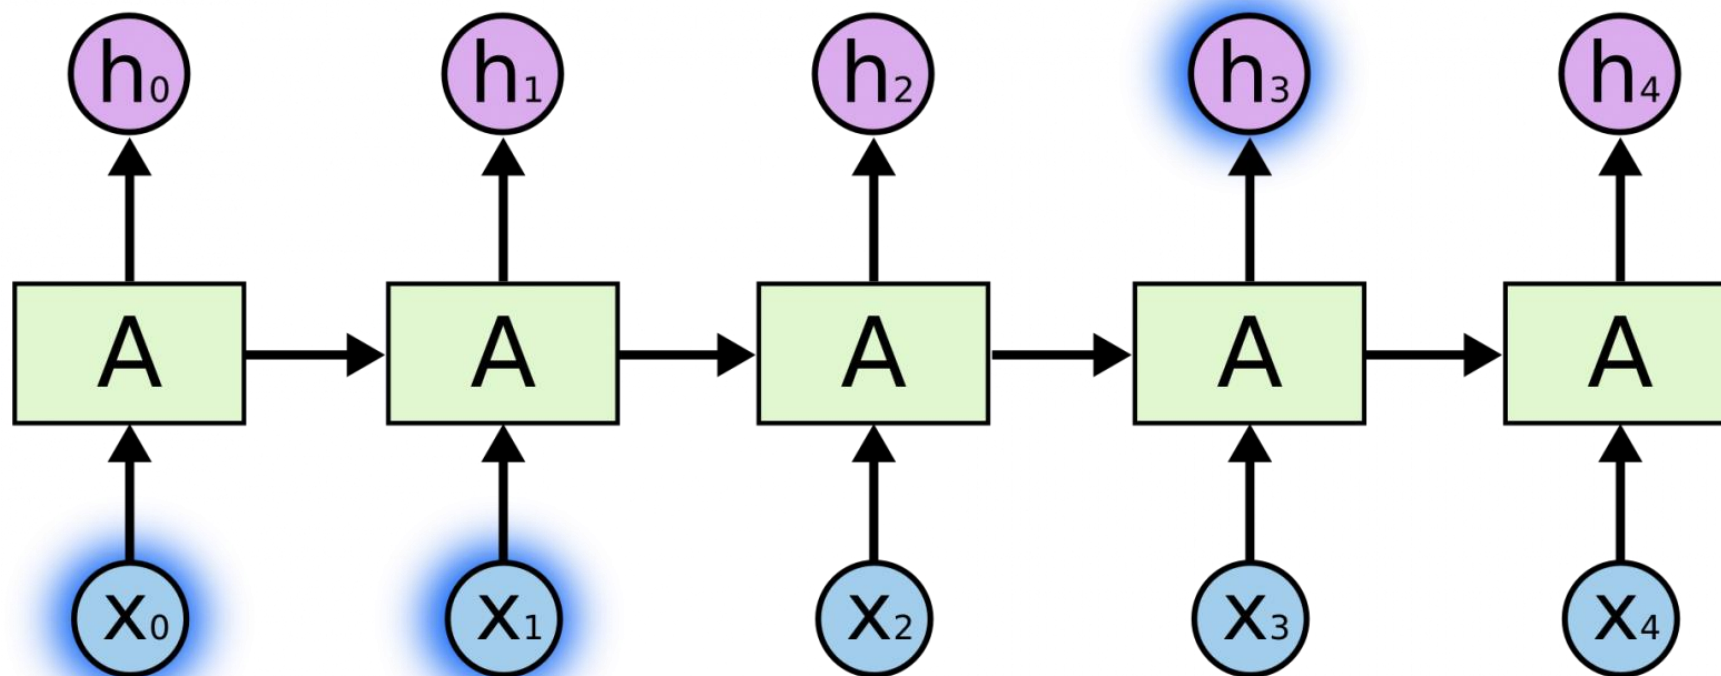 h₀ h₁ h₂ h₃ h₄
A A A A A
x₀ x₁ x₂ x₃ x₄